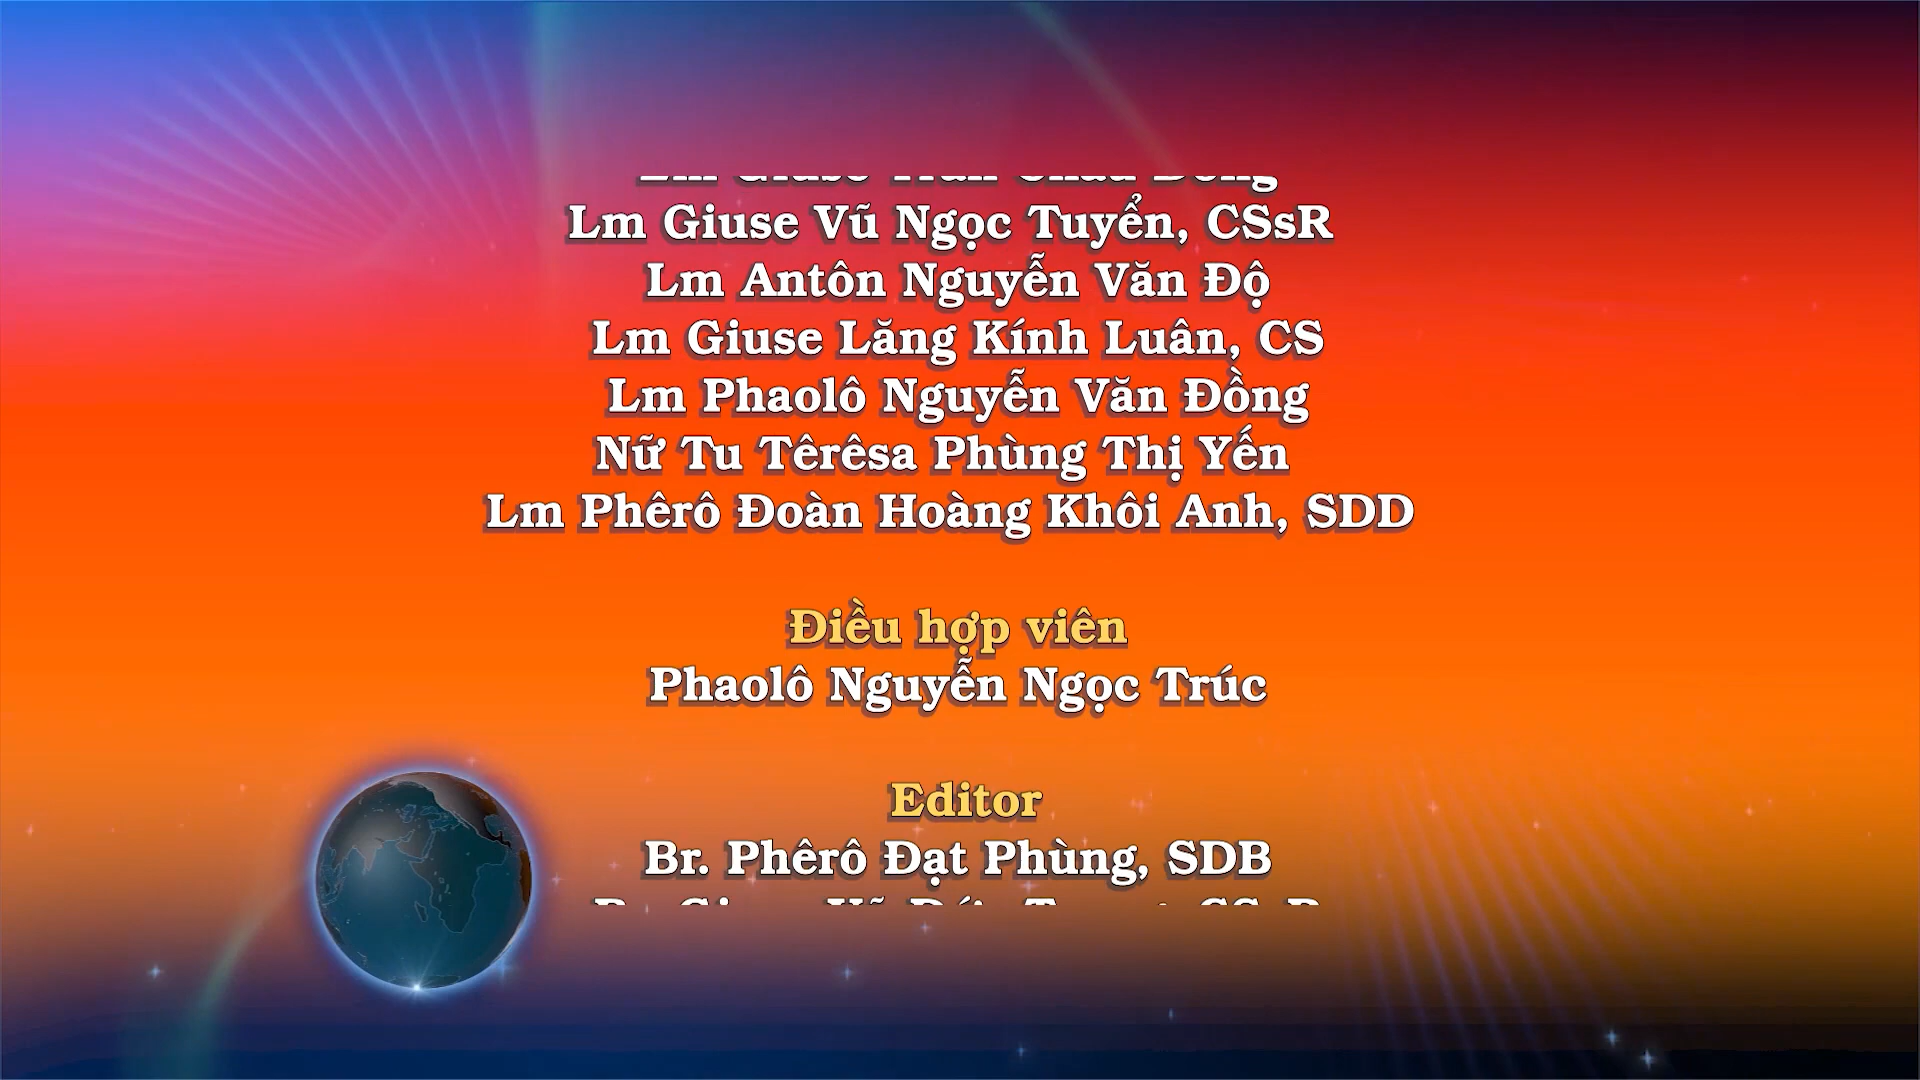 Lm Giuse Vũ Ngọc Tuyển, CSsR
Lm Antôn Nguyễn Văn Độ
Lm Giuse Lăng Kính Luân, CS
Lm Phaolô Nguyễn Văn Đồng
Nữ Tu Têrêsa Phùng Thị Yến
Lm Phêrô Đoàn Hoàng Khôi Anh, SDD
Điều hợp viên
Phaolô Nguyễn Ngọc Trúc
Editor
Br. Phêrô Đạt Phùng, SDB